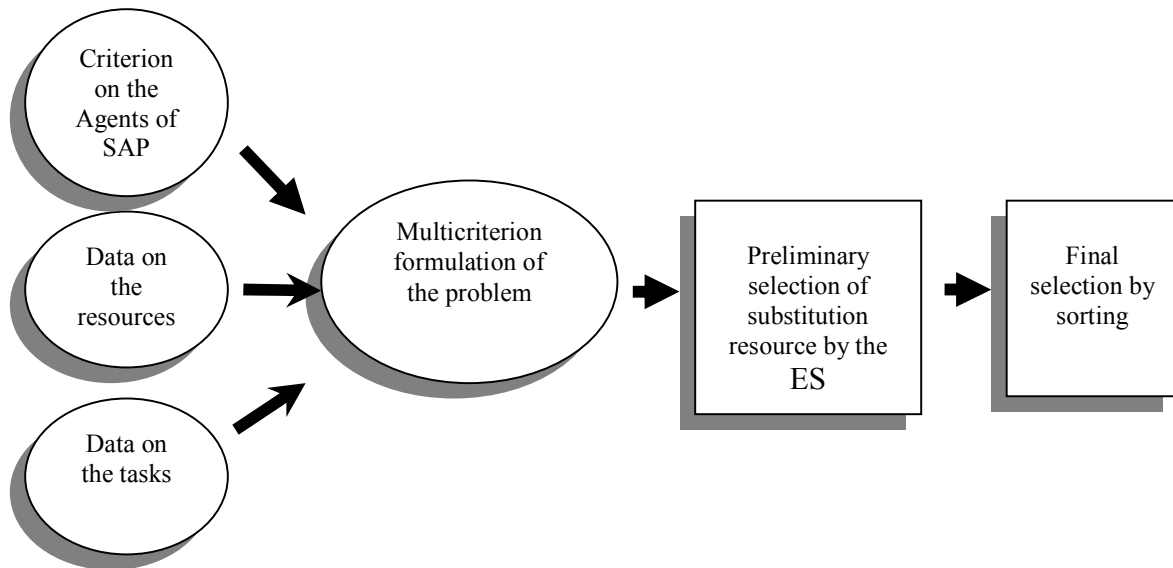 Criterion
on the
Agents of
SAP
Data on
the
resources
Data on
the tasks
Multicriterion
formulation of
the problem
Preliminary
selection of
substitution
resource by the
ES
Final
selection by
sorting